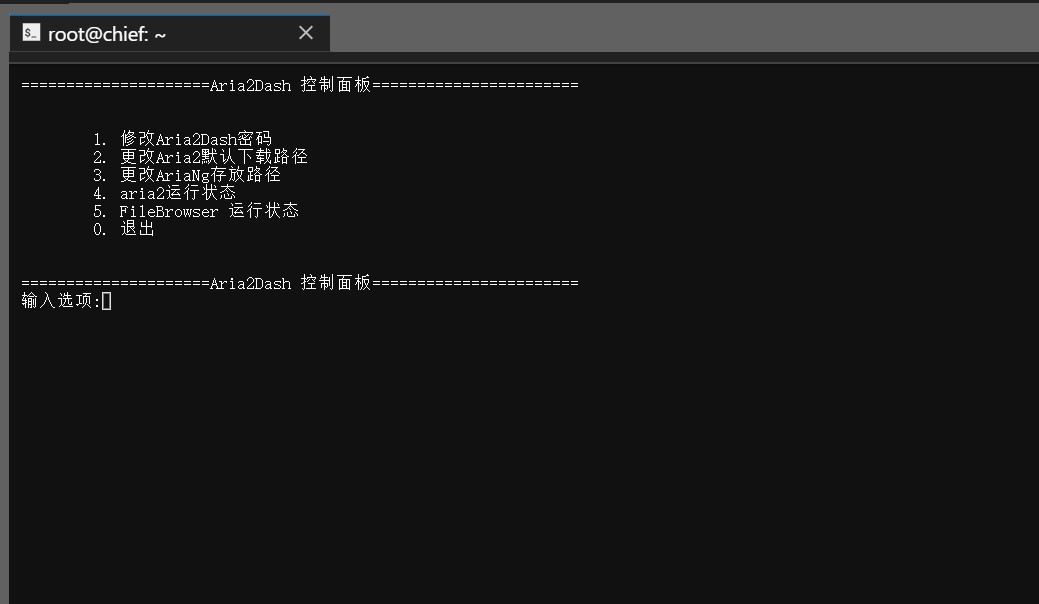 root@chief: ~
=====================Aria2Dash 控制面板=======================
1. 修改Aria2Dash密码
2. 更改Aria2默认下载路径
3. 更改AriaNg存放路径
4. aria2运行状态
5. FileBrowser 运行状态
0. 退出
=====================Aria2Dash 控制面板=======================
输入选项: